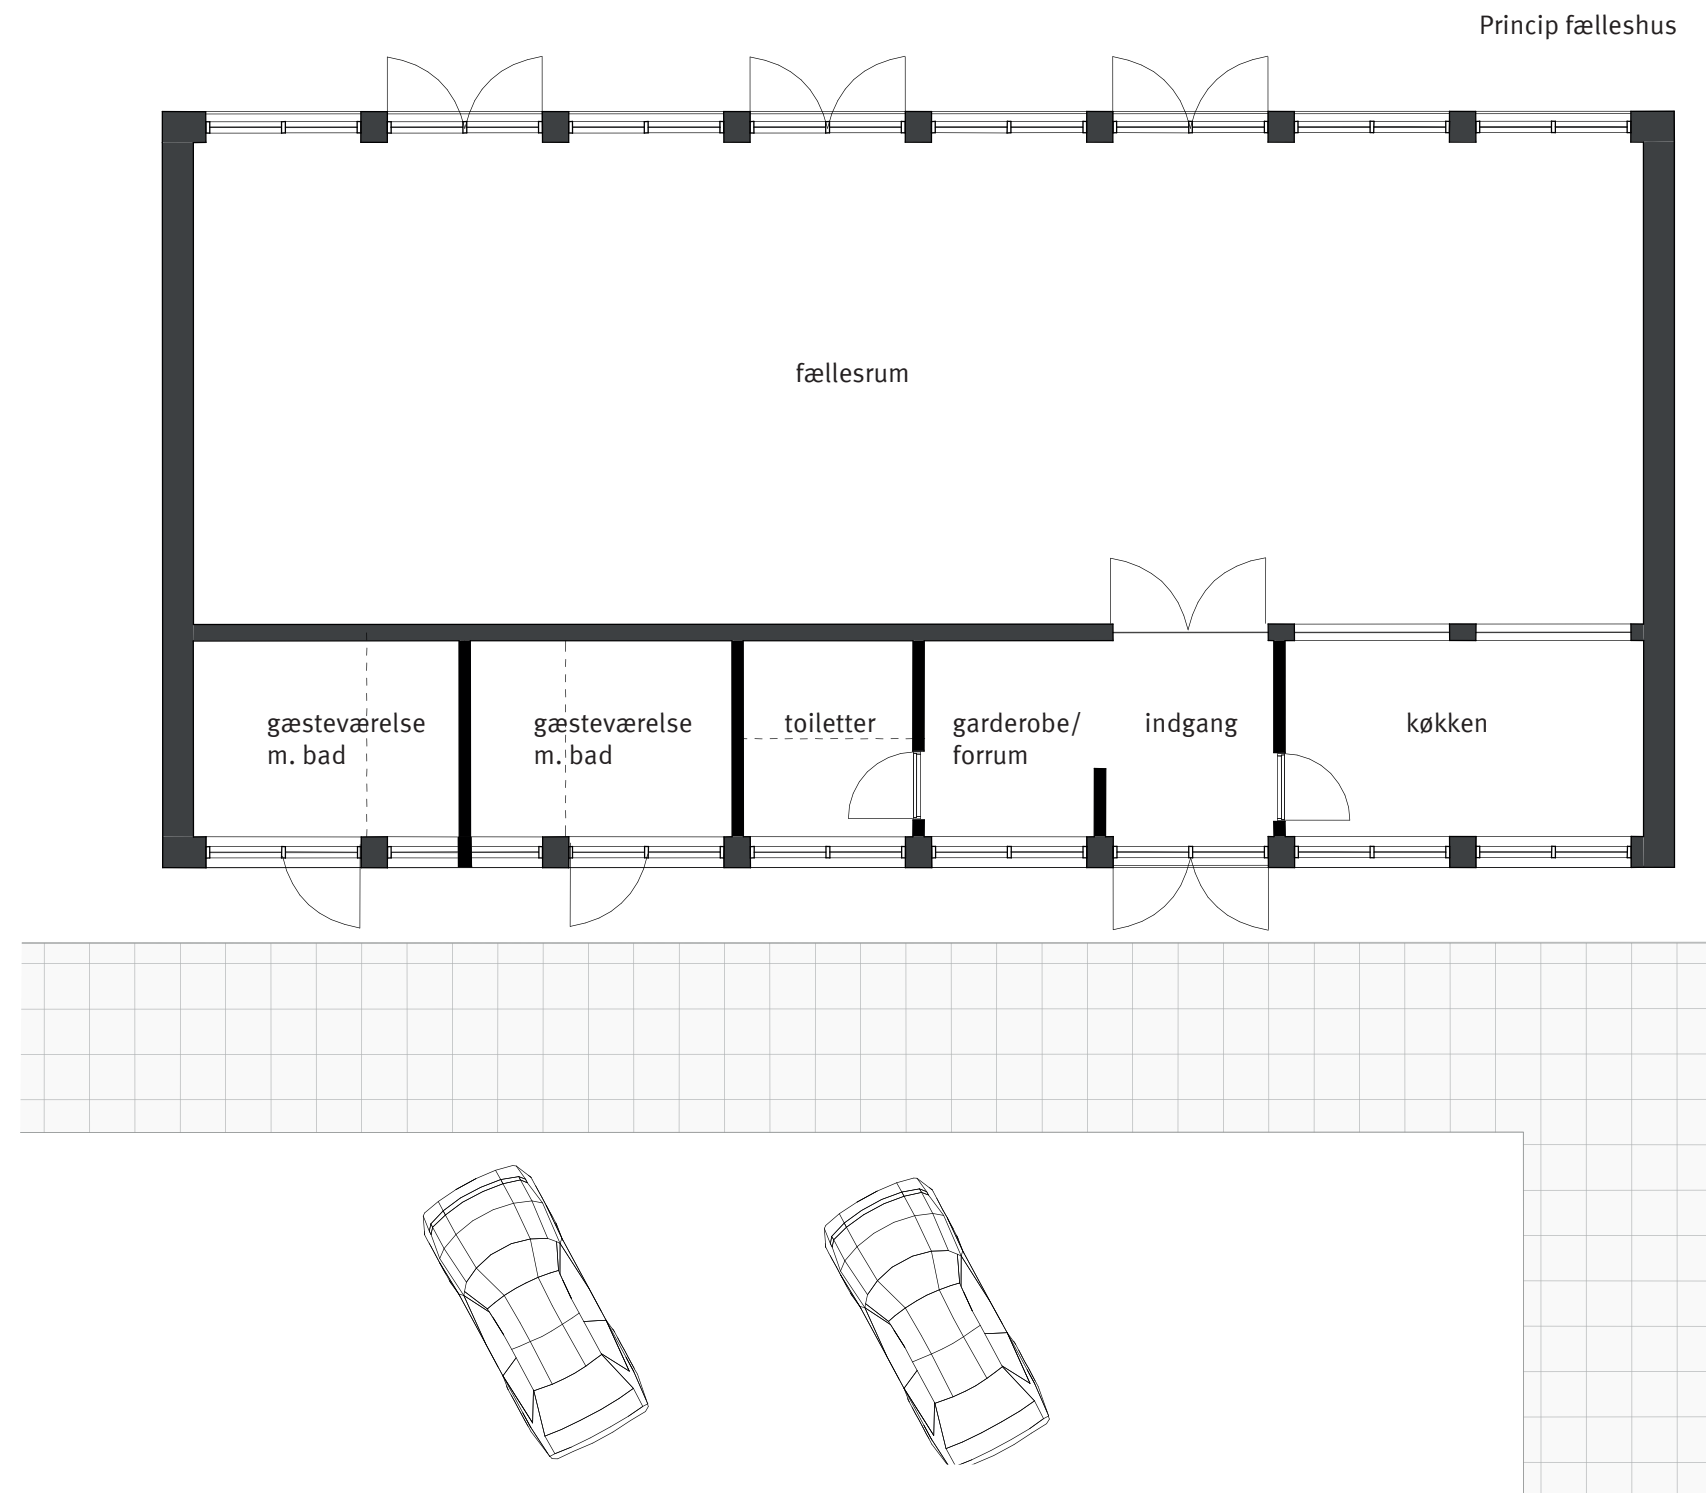 Princip fælleshus
fællesrum
gæsteværelse
m. bad
gæsteværelse
m. bad
toiletter
garderobe/
forrum
indgang
køkken